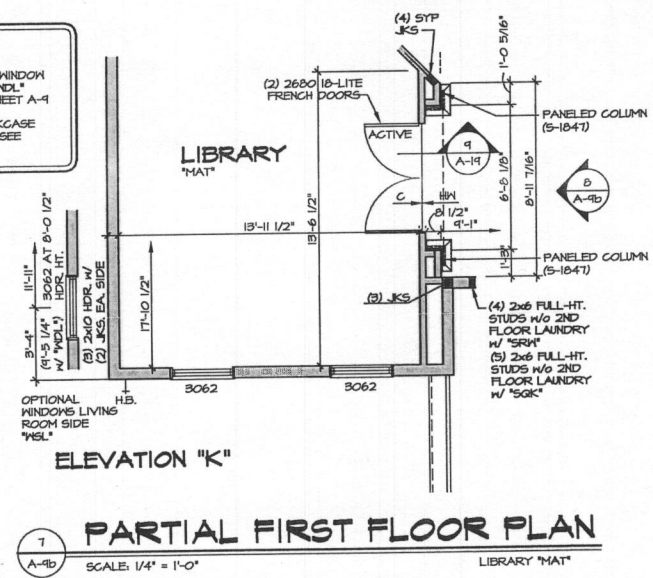 WINDOW
NDL"
HEET A-9
KCASE
SEE
(4) SYP
JKS
1'-0 5/16"
(2) 2680 18-LITE
FRENCH DOORS
ACTIVE
PANELED COLUMN
(S-1847)
LIBRARY
"MAT"
9
A-19
6'-8 1/8"
8'-11 7/16"
8
A-9b
C
HW
8 1/2"
9'-1"
13'-11 1/2"
13'-6 1/2"
17'-10 1/2"
1'-3"
PANELED COLUMN
(S-1847)
11'-11"
3'-4"
3062 AT 8'-0 1/2"
HDR. HT.
(9'-5 1/4"
W/ "WDL")
(3) 2x10 HDR. W/
(2) JKS. EA. SIDE
(3) JKS
(4) 2x6 FULL-HT.
STUDS W/O 2ND
FLOOR LAUNDRY
W/ "SRW"
(5) 2x6 FULL-HT.
STUDS W/O 2ND
FLOOR LAUNDRY
W/ "SGK"
3062
3062
H.B.
OPTIONAL
WINDOWS LIVING
ROOM SIDE
"WSL"
ELEVATION "K"
7
A-9b
PARTIAL FIRST FLOOR PLAN
SCALE: 1/4" = 1'-0"
LIBRARY "MAT"